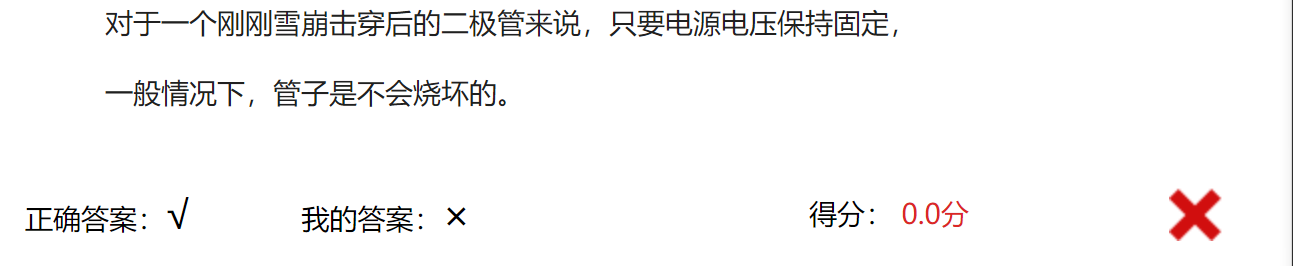 对于一个刚刚雪崩击穿后的二极管来说，只要电源电压保持固定，
一般情况下，管子是不会烧坏的。
正确答案：√ 我的答案：× 得分： 0.0分